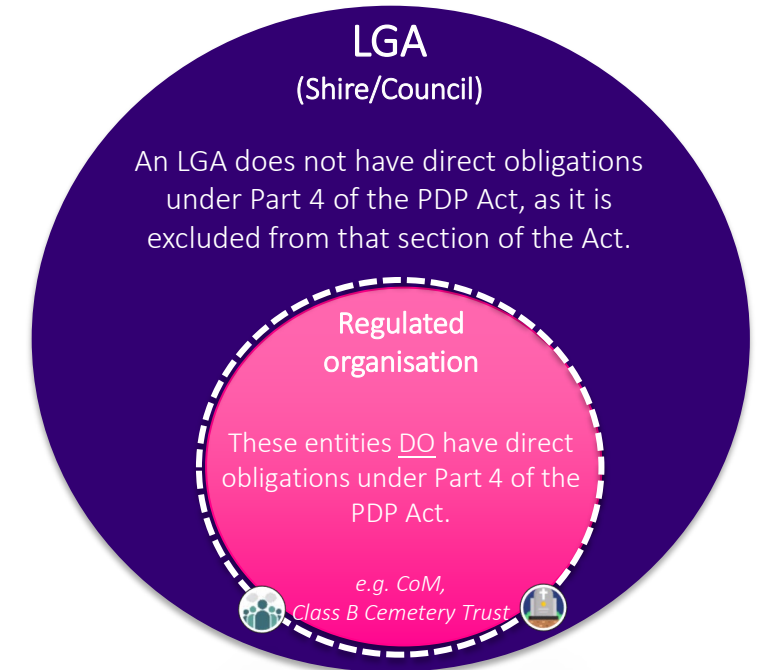 LGA
(Shire/Council)
An LGA does not have direct obligations
under Part 4 of the PDP Act, as it is
excluded from that section of the Act.
Regulated
organisation
These entities DO have direct
obligations under Part 4 of the
PDP Act.
e.g. CoM,
Class B Cemetery Trust